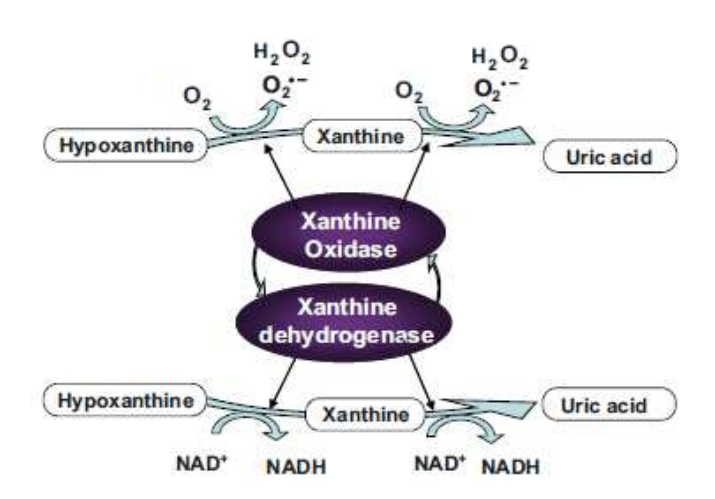 H₂O₂
O₂•−
O₂
H₂O₂
O₂•−
O₂
Hypoxanthine
Xanthine
Uric acid
Xanthine
Oxidase
Xanthine
dehydrogenase
Hypoxanthine
Xanthine
Uric acid
NAD⁺
NADH
NAD⁺
NADH